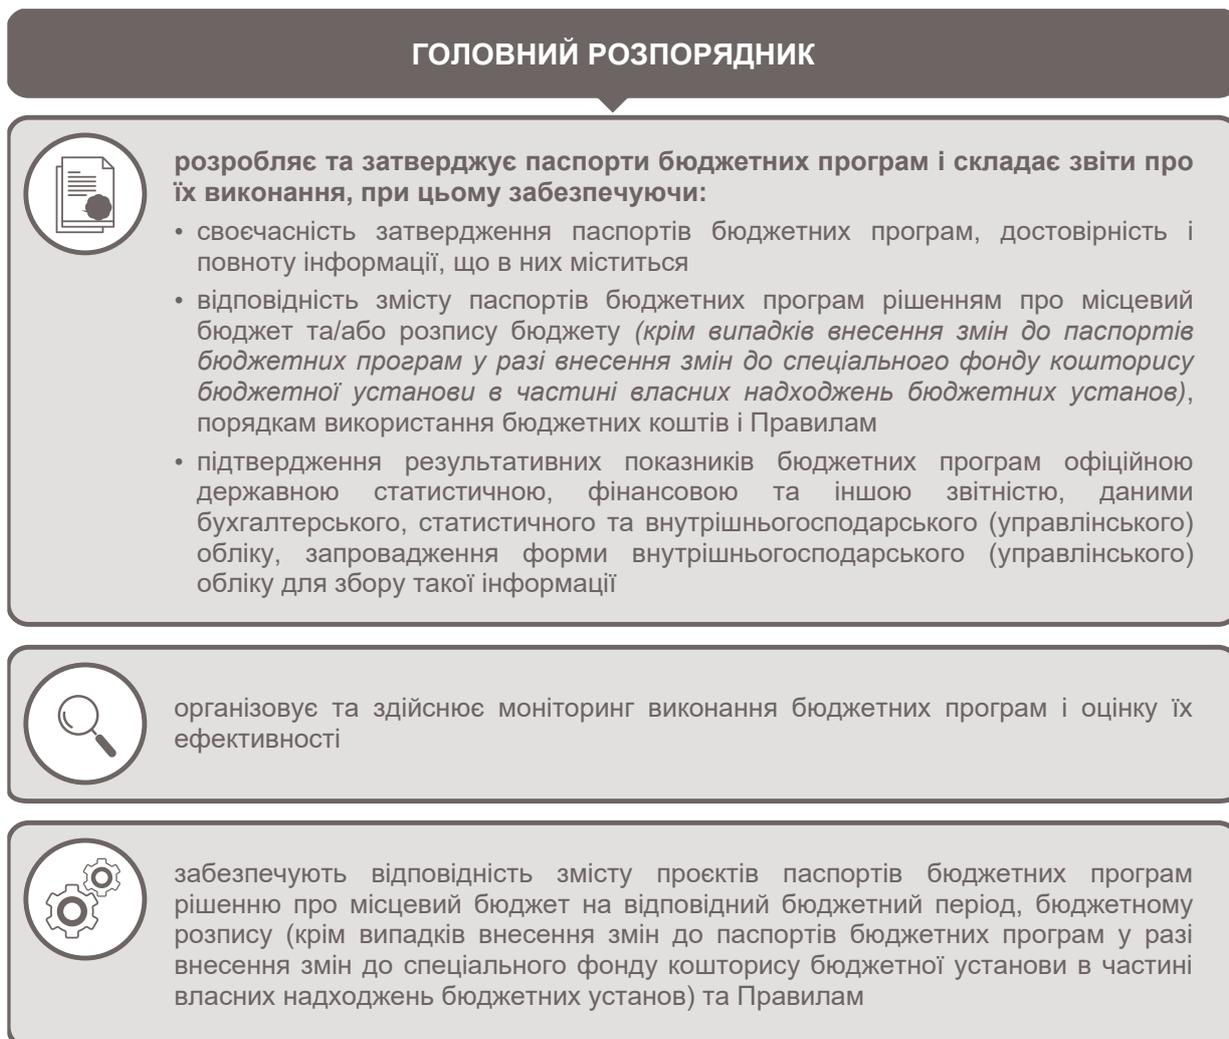 ГОЛОВНИЙ РОЗПОРЯДНИК
розробляє та затверджує паспорти бюджетних програм і складає звіти про
їх виконання, при цьому забезпечуючи:
• своєчасність затвердження паспортів бюджетних програм, достовірність і
повноту інформації, що в них міститься
• відповідність змісту паспортів бюджетних програм рішенням про місцевий
бюджет та/або розпису бюджету (крім випадків внесення змін до паспортів
бюджетних програм у разі внесення змін до спеціального фонду кошторису
бюджетної установи в частині власних надходжень бюджетних установ),
порядкам використання бюджетних коштів і Правилам
• підтвердження результативних показників бюджетних програм офіційною
державною статистичною, фінансовою та іншою звітністю, даними
бухгалтерського, статистичного та внутрішньогосподарського (управлінського)
обліку, запровадження форми внутрішньогосподарського (управлінського)
обліку для збору такої інформації
організовує та здійснює моніторинг виконання бюджетних програм і оцінку їх
ефективності
забезпечують відповідність змісту проєктів паспортів бюджетних програм
рішенню про місцевий бюджет на відповідний бюджетний період, бюджетному
розпису (крім випадків внесення змін до паспортів бюджетних програм у разі
внесення змін до спеціального фонду кошторису бюджетної установи в частині
власних надходжень бюджетних установ) та Правилам